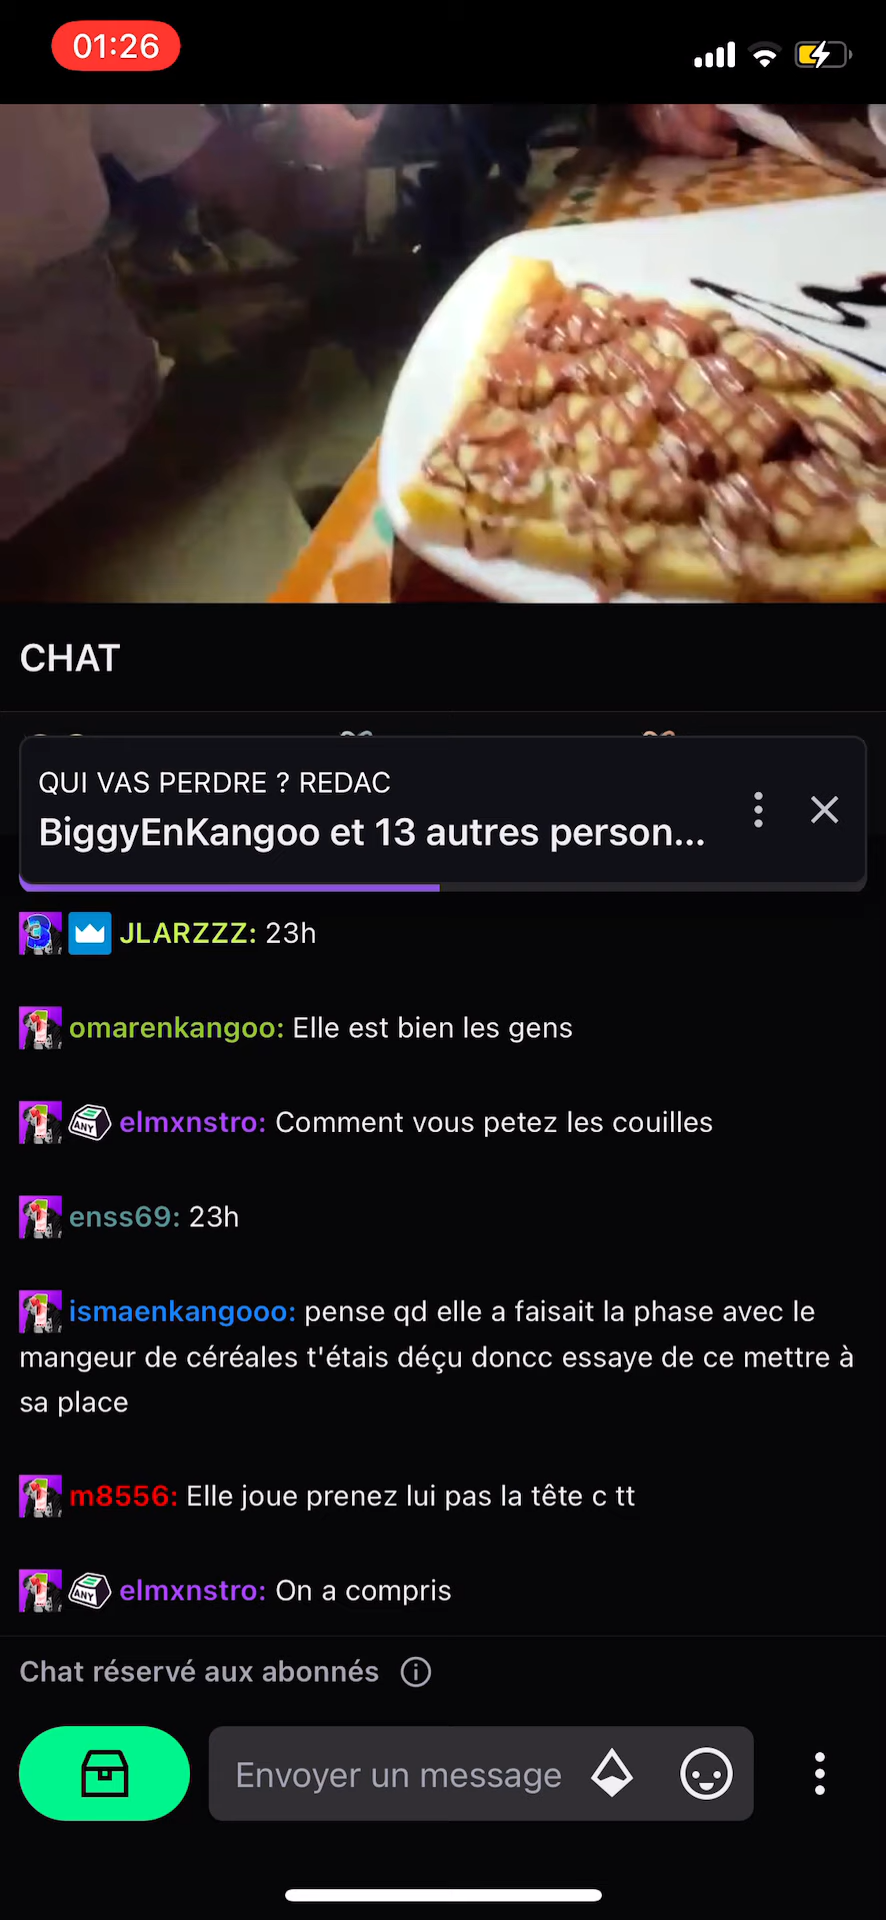 01:26
CHAT
QUI VAS PERDRE ? REDAC
BiggyEnKangoo et 13 autres person...
JLARZZZ: 23h
omarenkangoo: Elle est bien les gens
ANY elmxnstro: Comment vous petez les couilles
enss69: 23h
ismaenkangooo: pense qd elle a faisait la phase avec le
mangeur de céréales t'étais déçu doncc essaye de ce mettre à
sa place
m8556: Elle joue prenez lui pas la tête c tt
ANY elmxnstro: On a compris
Chat réservé aux abonnés
Envoyer un message